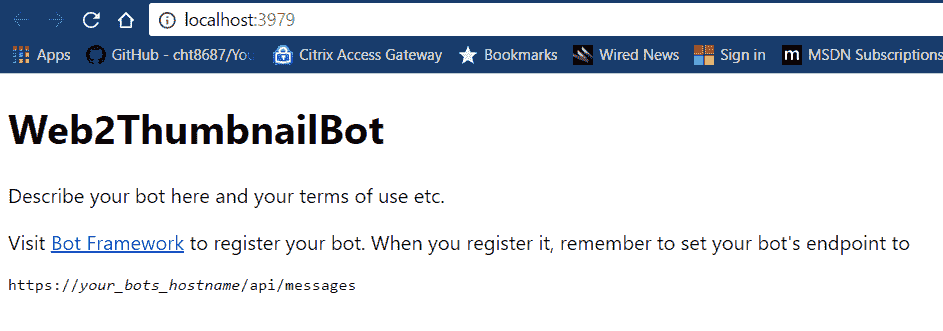 localhost:3979
Apps GitHub - cht8687/You Citrix Access Gateway Bookmarks Wired News Sign in m MSDN Subscriptions
Web2ThumbnailBot
Describe your bot here and your terms of use etc.
Visit Bot Framework to register your bot. When you register it, remember to set your bot's endpoint to
https://your_bots_hostname/api/messages